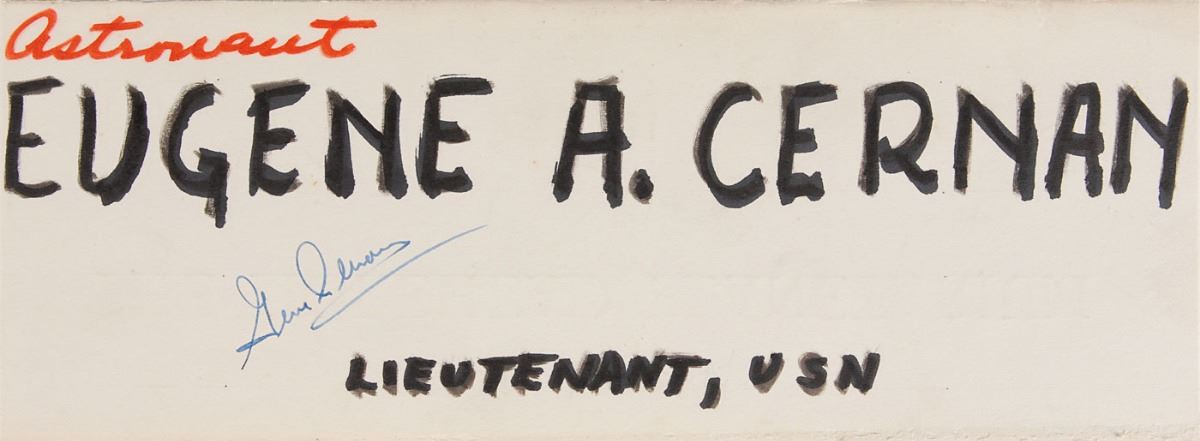 Astronaut
EUGENE A. CERNAN
Gene Cernan
LIEUTENANT, USN